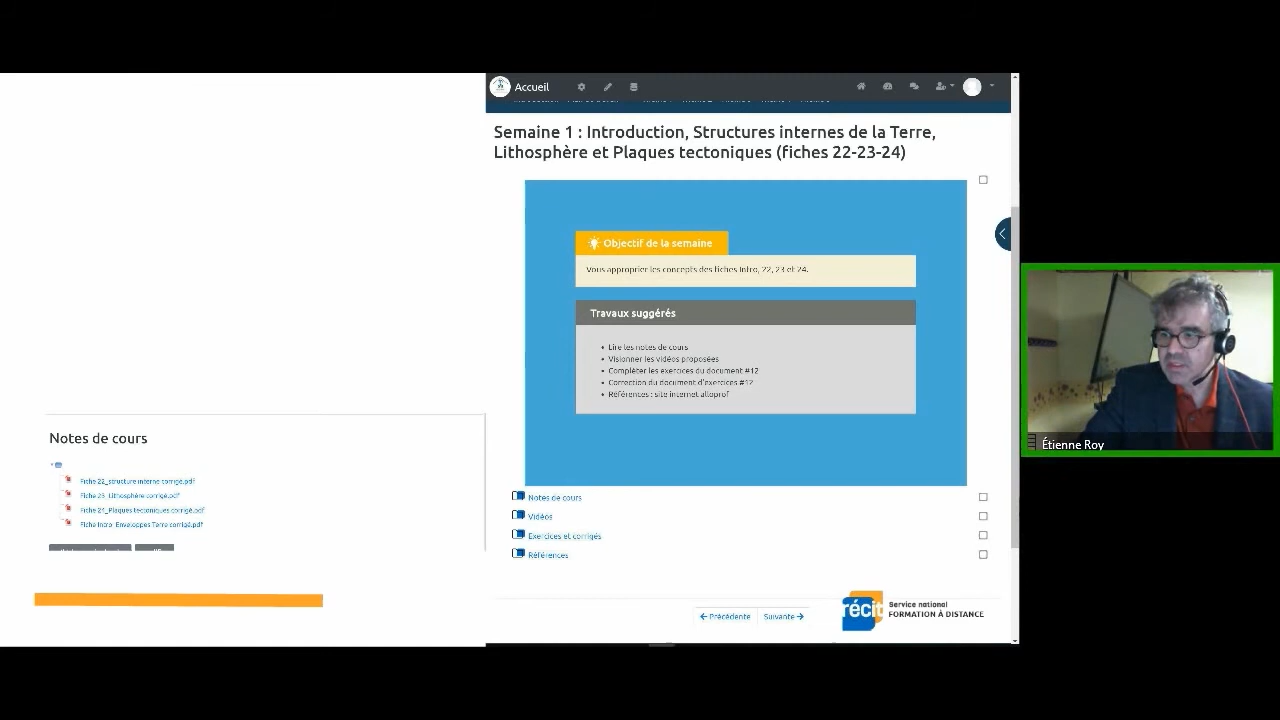 Accueil
Semaine 1 : Introduction, Structures internes de la Terre,
Lithosphère et Plaques tectoniques (fiches 22-23-24)
Objectif de la semaine
Vous approprier les concepts des fiches Intro, 22, 23 et 24.
Travaux suggérés
• Lire les notes de cours
• Visionner les vidéos proposées
• Compléter les exercices du document #12
• Correction du document d'exercices #12
• Références : site internet alloprof
Notes de cours
Vidéos
Exercices et corrigés
Références
Précédente
Suivante
récit
Service national
FORMATION À DISTANCE
Notes de cours
Fiche 22_structure interne corrigé.pdf
Fiche 23_Lithosphère corrigé.pdf
Fiche 24_Plaques tectoniques corrigé.pdf
Fiche Intro_Enveloppes Terre corrigé.pdf
Étienne Roy